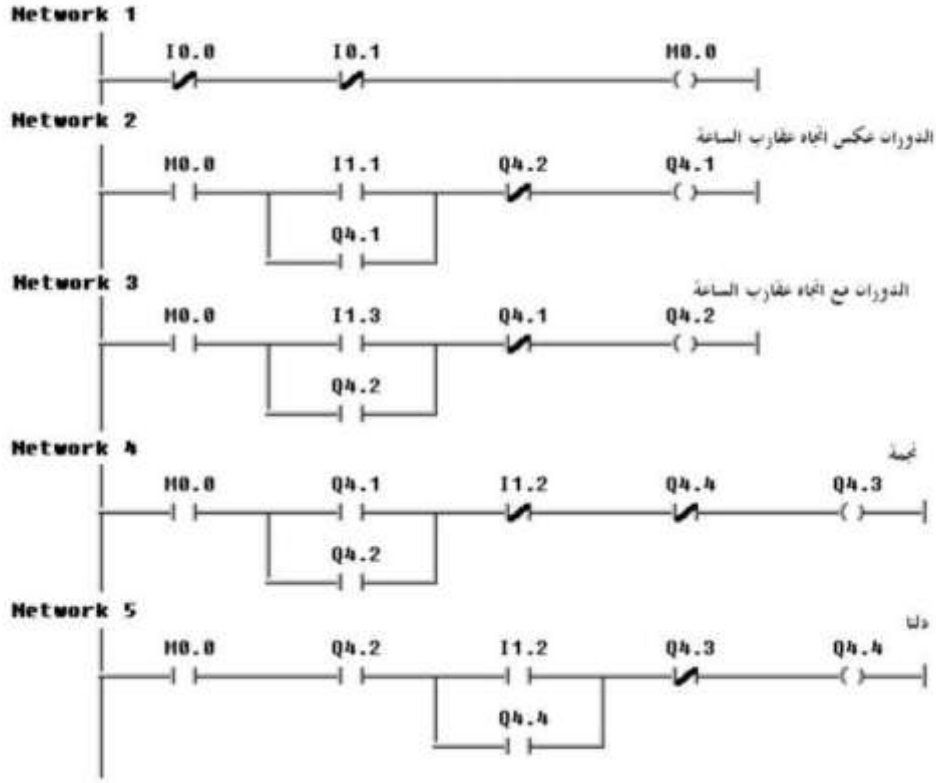 Network 1
I0.0 I0.1 M0.0
Network 2
الدوران عكس اتجاه عقارب الساعة
M0.0 I1.1 Q4.2 Q4.1
Q4.1
Network 3
الدوران مع اتجاه عقارب الساعة
M0.0 I1.3 Q4.1 Q4.2
Q4.2
Network 4
نجمة
M0.0 Q4.1 I1.2 Q4.4 Q4.3
Q4.2
Network 5
دلتا
M0.0 Q4.2 I1.2 Q4.3 Q4.4
Q4.4